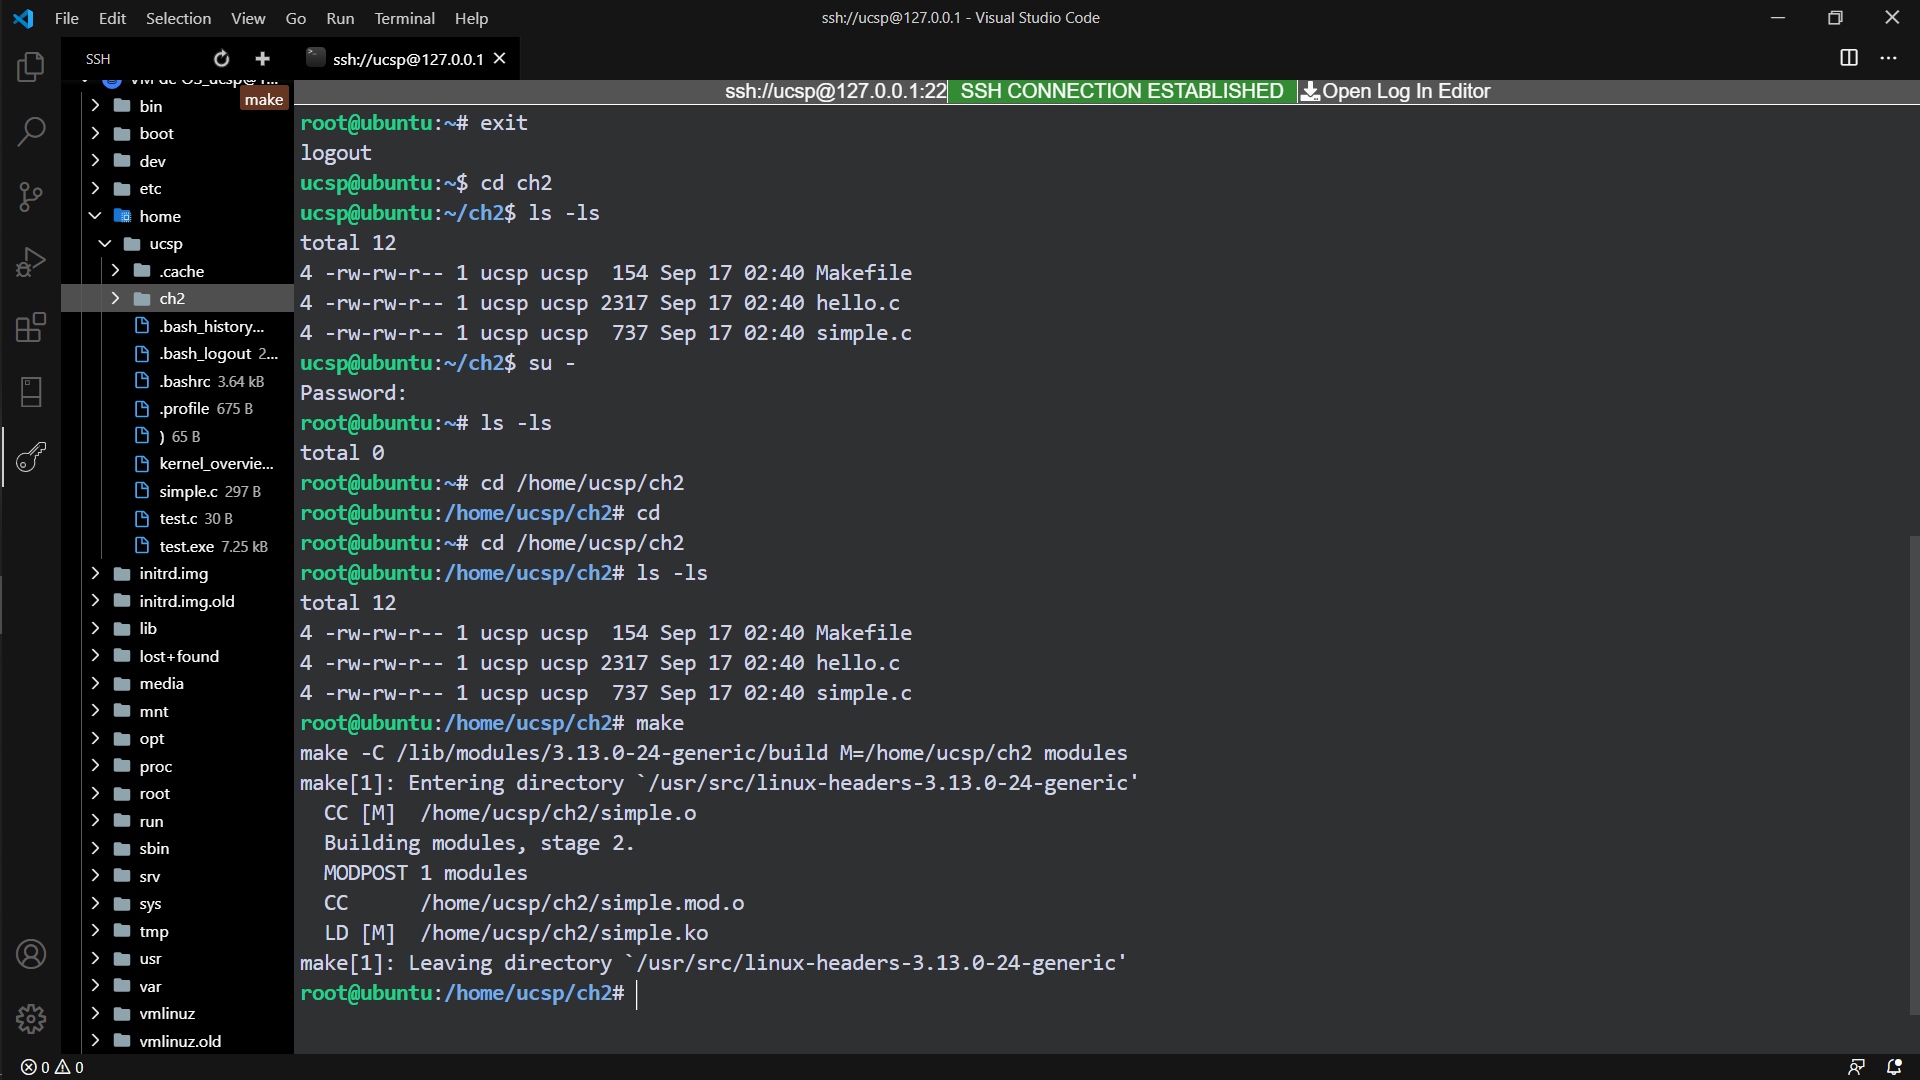 File Edit Selection View Go Run Terminal Help
ssh://ucsp@127.0.0.1 - Visual Studio Code
SSH
ssh://ucsp@127.0.0.1
make
bin
boot
dev
etc
home
ucsp
.cache
ch2
.bash_history...
.bash_logout 2...
.bashrc 3.64 kB
.profile 675 B
) 65 B
kernel_overvie...
simple.c 297 B
test.c 30 B
test.exe 7.25 kB
initrd.img
initrd.img.old
lib
lost+found
media
mnt
opt
proc
root
run
sbin
srv
sys
tmp
usr
var
vmlinuz
vmlinuz.old
ssh://ucsp@127.0.0.1:22 SSH CONNECTION ESTABLISHED Open Log In Editor
root@ubuntu:~# exit
logout
ucsp@ubuntu:~$ cd ch2
ucsp@ubuntu:~/ch2$ ls -ls
total 12
4 -rw-rw-r-- 1 ucsp ucsp  154 Sep 17 02:40 Makefile
4 -rw-rw-r-- 1 ucsp ucsp 2317 Sep 17 02:40 hello.c
4 -rw-rw-r-- 1 ucsp ucsp  737 Sep 17 02:40 simple.c
ucsp@ubuntu:~/ch2$ su -
Password:
root@ubuntu:~# ls -ls
total 0
root@ubuntu:~# cd /home/ucsp/ch2
root@ubuntu:/home/ucsp/ch2# cd
root@ubuntu:~# cd /home/ucsp/ch2
root@ubuntu:/home/ucsp/ch2# ls -ls
total 12
4 -rw-rw-r-- 1 ucsp ucsp  154 Sep 17 02:40 Makefile
4 -rw-rw-r-- 1 ucsp ucsp 2317 Sep 17 02:40 hello.c
4 -rw-rw-r-- 1 ucsp ucsp  737 Sep 17 02:40 simple.c
root@ubuntu:/home/ucsp/ch2# make
make -C /lib/modules/3.13.0-24-generic/build M=/home/ucsp/ch2 modules
make[1]: Entering directory `/usr/src/linux-headers-3.13.0-24-generic'
  CC [M]  /home/ucsp/ch2/simple.o
  Building modules, stage 2.
  MODPOST 1 modules
  CC      /home/ucsp/ch2/simple.mod.o
  LD [M]  /home/ucsp/ch2/simple.ko
make[1]: Leaving directory `/usr/src/linux-headers-3.13.0-24-generic'
root@ubuntu:/home/ucsp/ch2#
0 0